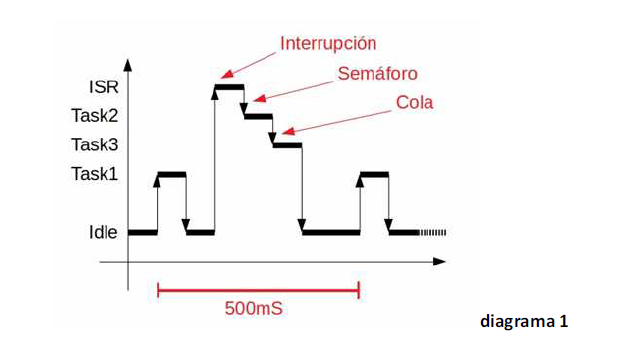 Interrupción
Semáforo
Cola
ISR
Task2
Task3
Task1
Idle
500mS
diagrama 1